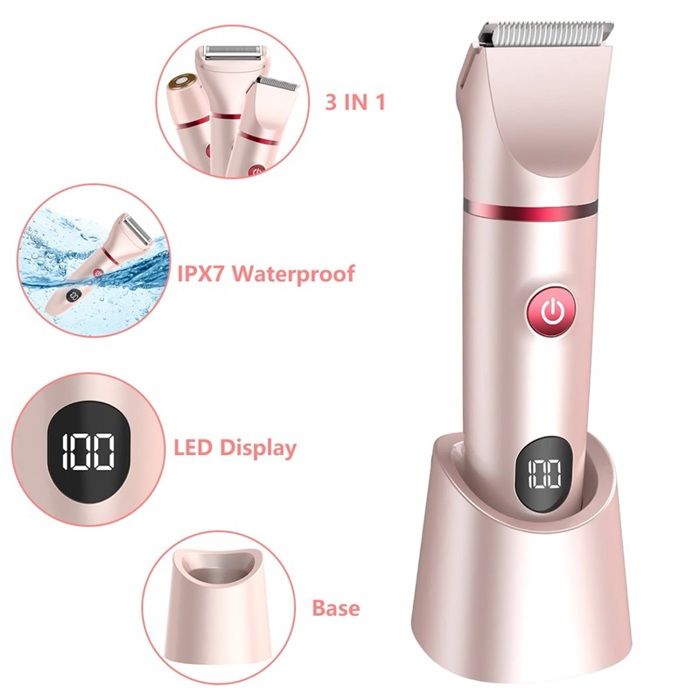 3 IN 1
IPX7 Waterproof
100
LED Display
100
Base